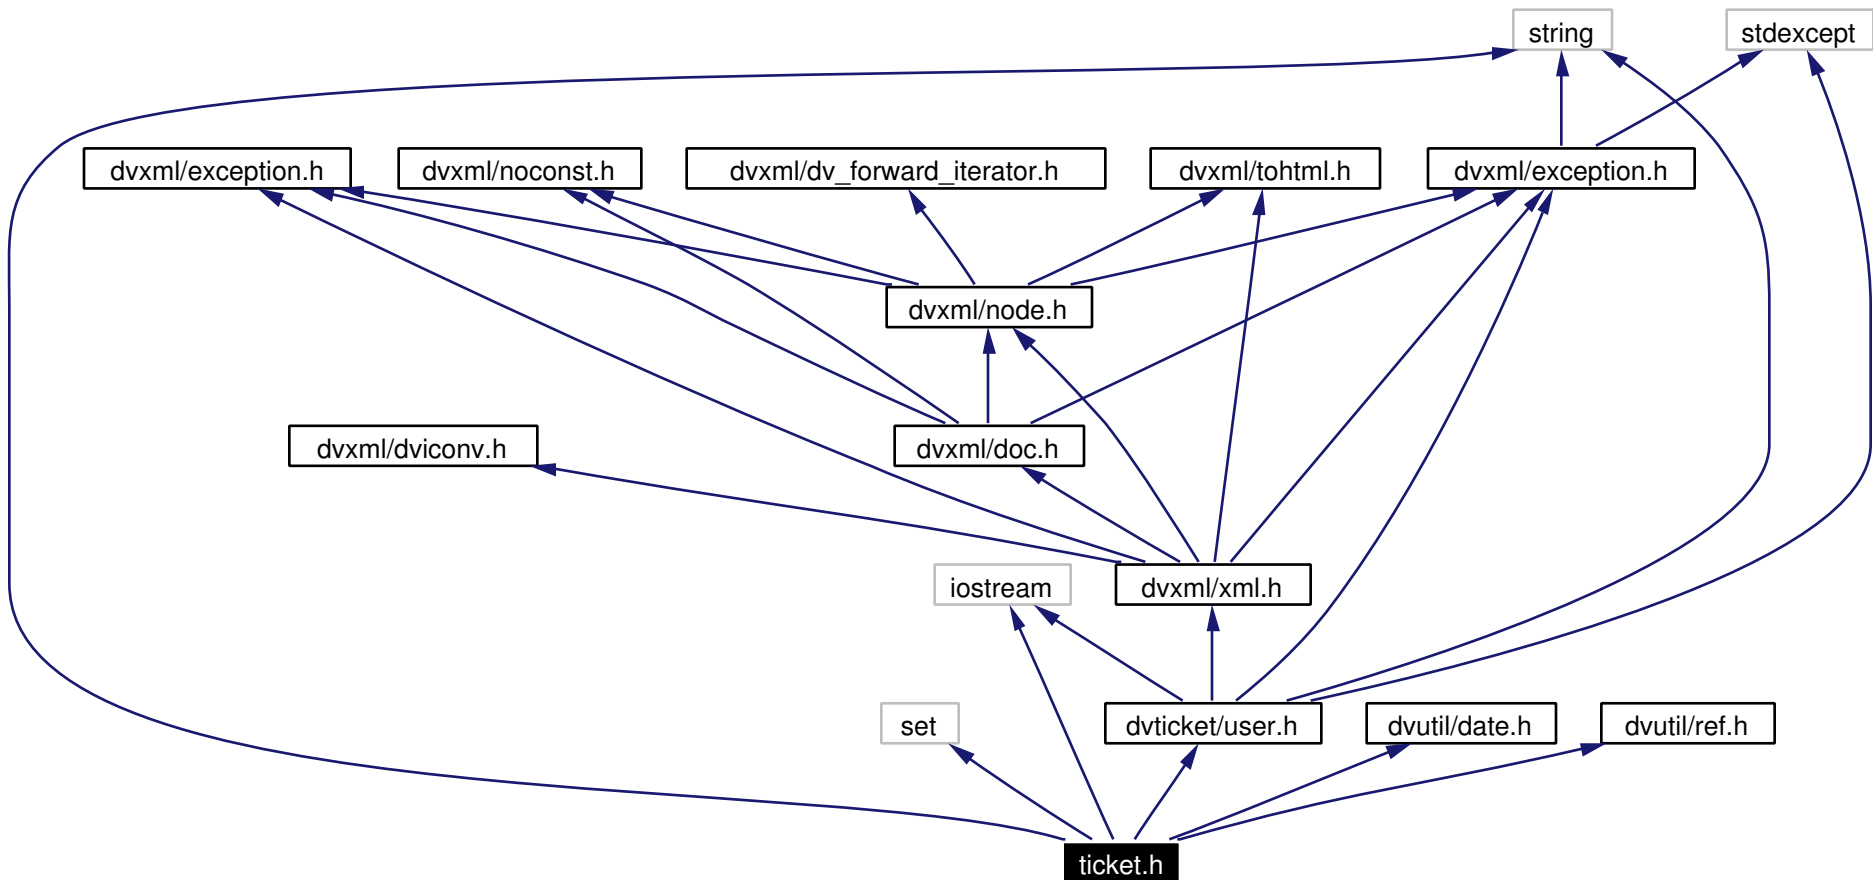 string
stdexcept
dvxml/exception.h
dvxml/noconst.h
dvxml/dv_forward_iterator.h
dvxml/tohtml.h
dvxml/exception.h
dvxml/node.h
dvxml/dviconv.h
dvxml/doc.h
iostream
dvxml/xml.h
set
dvticket/user.h
dvutil/date.h
dvutil/ref.h
ticket.h